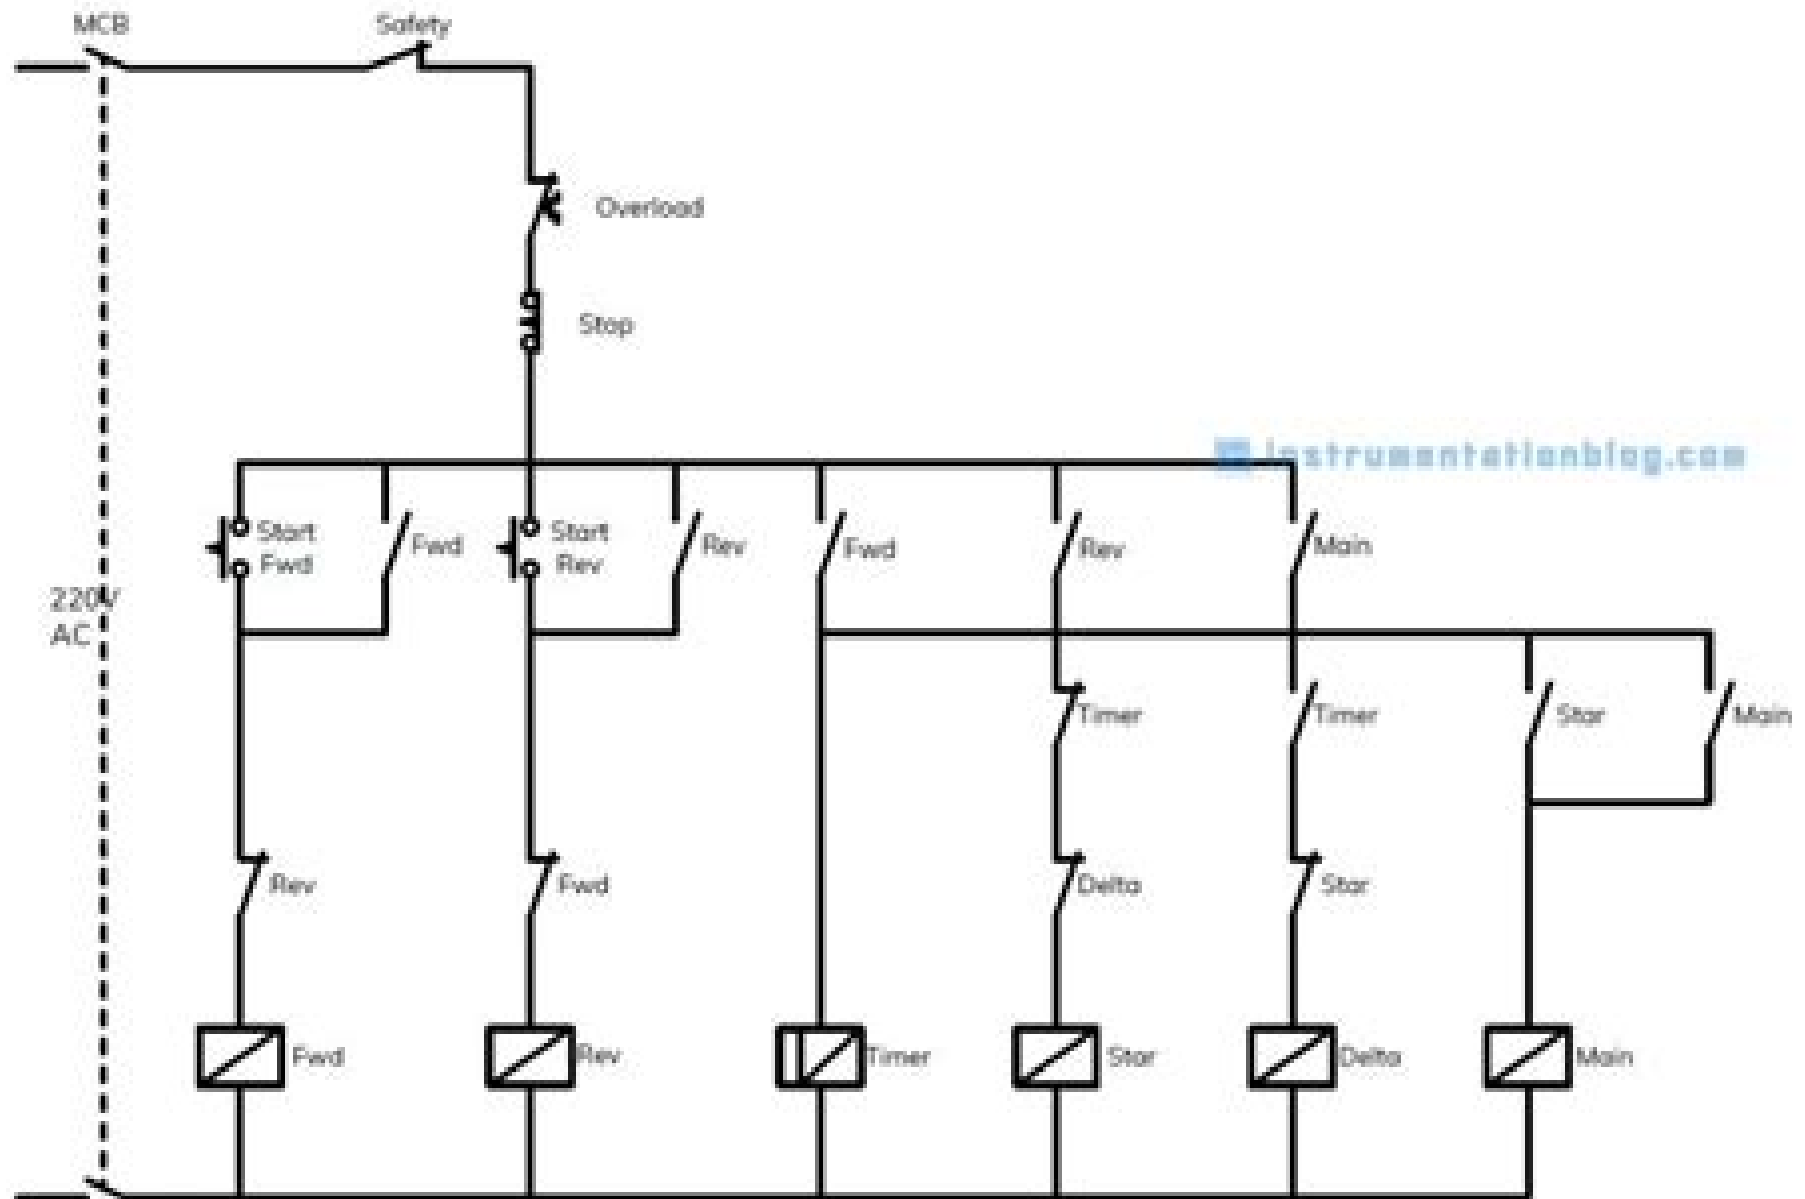 MCB
Safety
Overload
Stop
instrumentationblog.com
Start
Fwd
Fwd
Start
Rev
Rev
Fwd
Rev
Main
220V
AC
Timer
Timer
Star
Main
Rev
Fwd
Delta
Star
Fwd
Rev
Timer
Star
Delta
Main